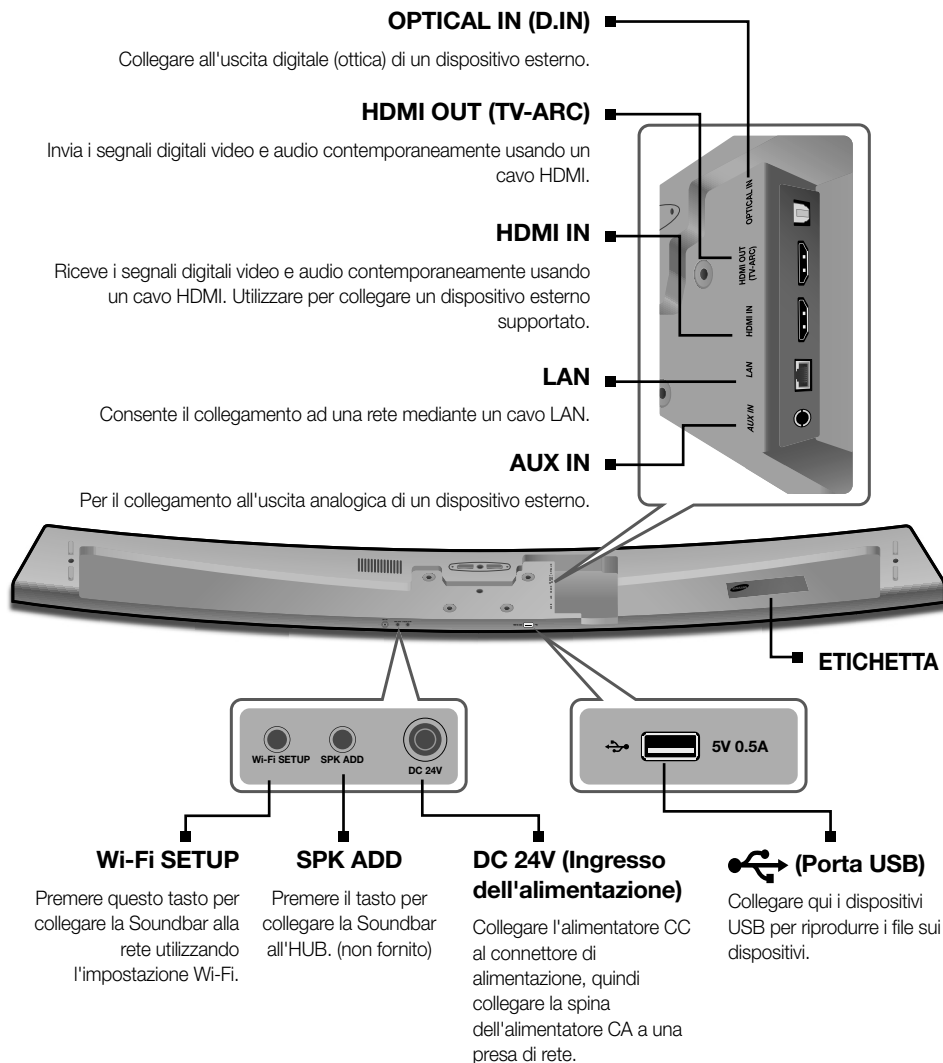 OPTICAL IN (D.IN)
Collegare all'uscita digitale (ottica) di un dispositivo esterno.
HDMI OUT (TV-ARC)
Invia i segnali digitali video e audio contemporaneamente usando un
cavo HDMI.
HDMI IN
Riceve i segnali digitali video e audio contemporaneamente usando
un cavo HDMI. Utilizzare per collegare un dispositivo esterno
supportato.
LAN
Consente il collegamento ad una rete mediante un cavo LAN.
AUX IN
Per il collegamento all'uscita analogica di un dispositivo esterno.
OPTICAL IN
HDMI OUT
(TV-ARC)
HDMI IN
LAN
AUX IN
ETICHETTA
Wi-Fi SETUP
SPK ADD
DC 24V
5V 0.5A
Wi-Fi SETUP
Premere questo tasto per
collegare la Soundbar alla
rete utilizzando
l'impostazione Wi-Fi.
SPK ADD
Premere il tasto per
collegare la Soundbar
all'HUB. (non fornito)
DC 24V (Ingresso
dell'alimentazione)
Collegare l'alimentatore CC
al connettore di
alimentazione, quindi
collegare la spina
dell'alimentatore CA a una
presa di rete.
(Porta USB)
Collegare qui i dispositivi
USB per riprodurre i file sui
dispositivi.